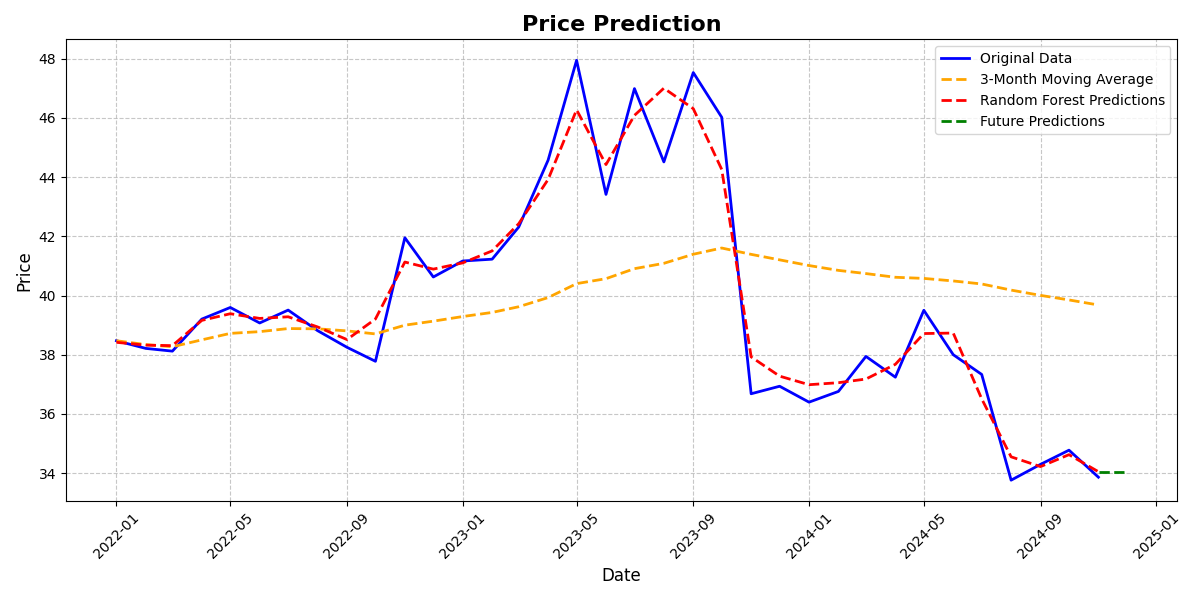 Price Prediction
Original Data
3-Month Moving Average
Random Forest Predictions
Future Predictions
48
46
44
42
40
38
36
34
Price
2022-01
2022-05
2022-09
2023-01
2023-05
2023-09
2024-01
2024-05
2024-09
2025-01
Date